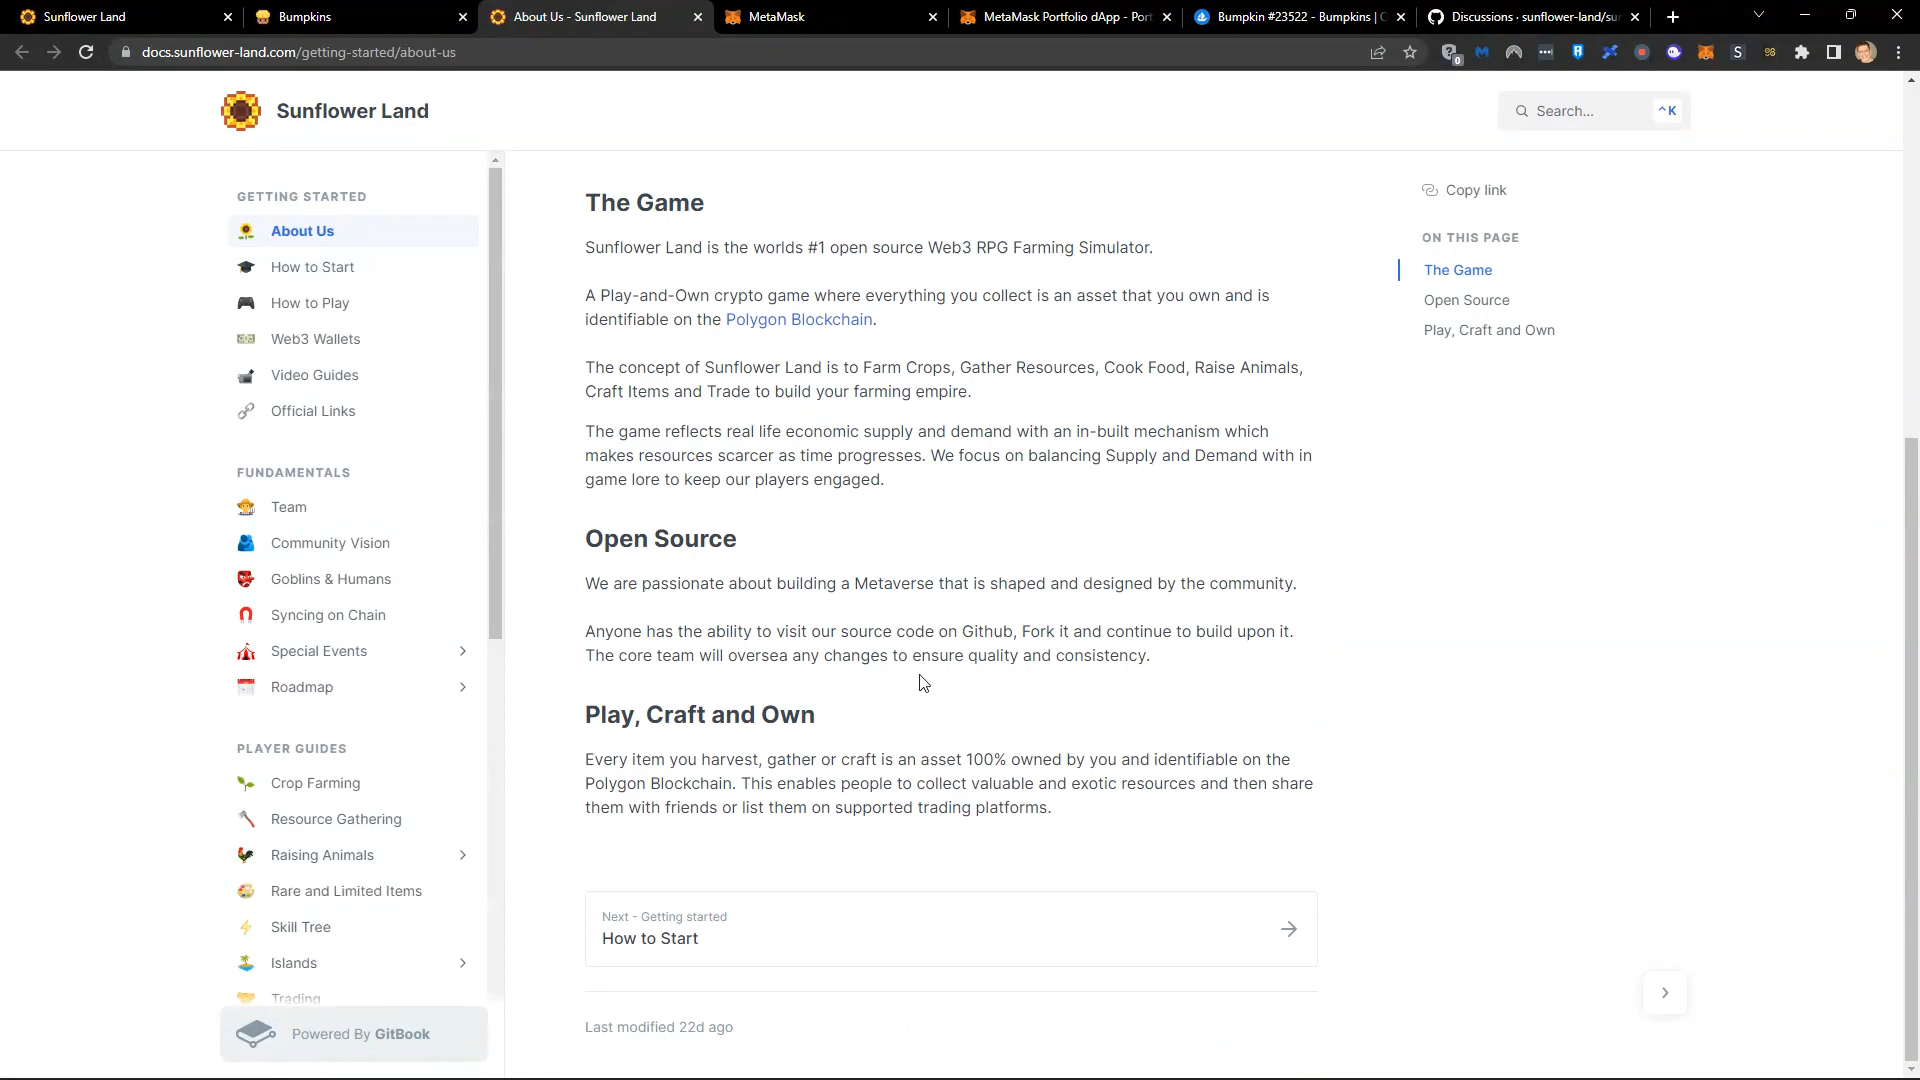 Sunflower Land
Bumpkins
About Us - Sunflower Land
MetaMask
MetaMask Portfolio dApp - Port
Bumpkin #23522 - Bumpkins | O
Discussions · sunflower-land/su
docs.sunflower-land.com/getting-started/about-us
0
S
98
Sunflower Land
Search...
^K
GETTING STARTED
About Us
How to Start
How to Play
Web3 Wallets
Video Guides
Official Links
FUNDAMENTALS
Team
Community Vision
Goblins & Humans
Syncing on Chain
Special Events
Roadmap
PLAYER GUIDES
Crop Farming
Resource Gathering
Raising Animals
Rare and Limited Items
Skill Tree
Islands
Trading
Powered By GitBook
The Game
Sunflower Land is the worlds #1 open source Web3 RPG Farming Simulator.
A Play-and-Own crypto game where everything you collect is an asset that you own and is
identifiable on the Polygon Blockchain.
The concept of Sunflower Land is to Farm Crops, Gather Resources, Cook Food, Raise Animals,
Craft Items and Trade to build your farming empire.
The game reflects real life economic supply and demand with an in-built mechanism which
makes resources scarcer as time progresses. We focus on balancing Supply and Demand with in
game lore to keep our players engaged.
Open Source
We are passionate about building a Metaverse that is shaped and designed by the community.
Anyone has the ability to visit our source code on Github, Fork it and continue to build upon it.
The core team will oversea any changes to ensure quality and consistency.
Play, Craft and Own
Every item you harvest, gather or craft is an asset 100% owned by you and identifiable on the
Polygon Blockchain. This enables people to collect valuable and exotic resources and then share
them with friends or list them on supported trading platforms.
Next - Getting started
How to Start
Last modified 22d ago
Copy link
ON THIS PAGE
The Game
Open Source
Play, Craft and Own